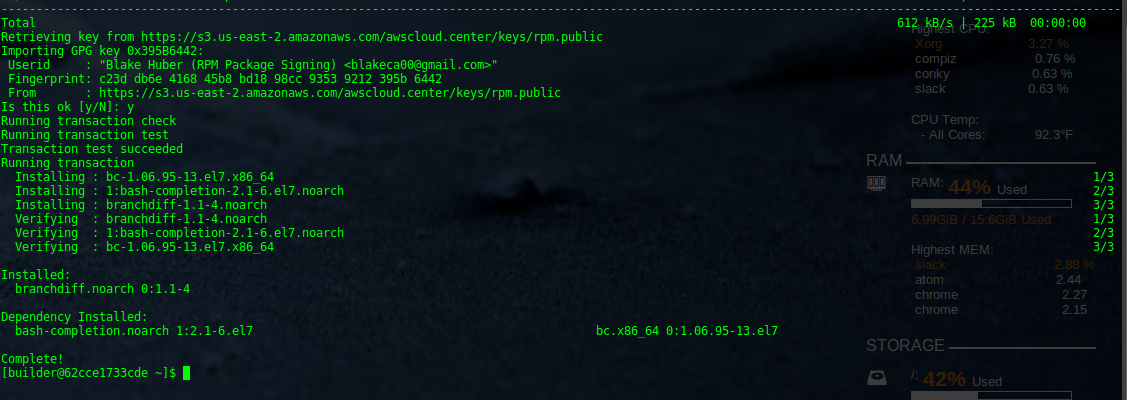 Total 612 kB/s | 225 kB 00:00:00
Retrieving key from https://s3.us-east-2.amazonaws.com/awscloud.center/keys/rpm.public
Importing GPG key 0x395B6442:
Userid     : "Blake Huber (RPM Package Signing) <blakeca00@gmail.com>"
Fingerprint: c23d db6e 4168 45b8 bd18 98cc 9353 9212 395b 6442
From       : https://s3.us-east-2.amazonaws.com/awscloud.center/keys/rpm.public
Is this ok [y/N]: y
Running transaction check
Running transaction test
Transaction test succeeded
Running transaction
Installing : bc-1.06.95-13.el7.x86_64 1/3
Installing : 1:bash-completion-2.1-6.el7.noarch 2/3
Installing : branchdiff-1.1-4.noarch 3/3
Verifying  : branchdiff-1.1-4.noarch 1/3
Verifying  : 1:bash-completion-2.1-6.el7.noarch 2/3
Verifying  : bc-1.06.95-13.el7.x86_64 3/3
Installed:
branchdiff.noarch 0:1.1-4
Dependency Installed:
bash-completion.noarch 1:2.1-6.el7 bc.x86_64 0:1.06.95-13.el7
Complete!
[builder@62cce1733cde ~]$
Highest CPU:
Xorg 3.27 %
compiz 0.76 %
conky 0.63 %
slack 0.63 %
CPU Temp:
- All Cores: 92.3°F
RAM
RAM: 44% Used
6.99GiB / 15.6GiB Used
Highest MEM:
slack 2.88 %
atom 2.44
chrome 2.27
chrome 2.15
STORAGE
/: 42% Used